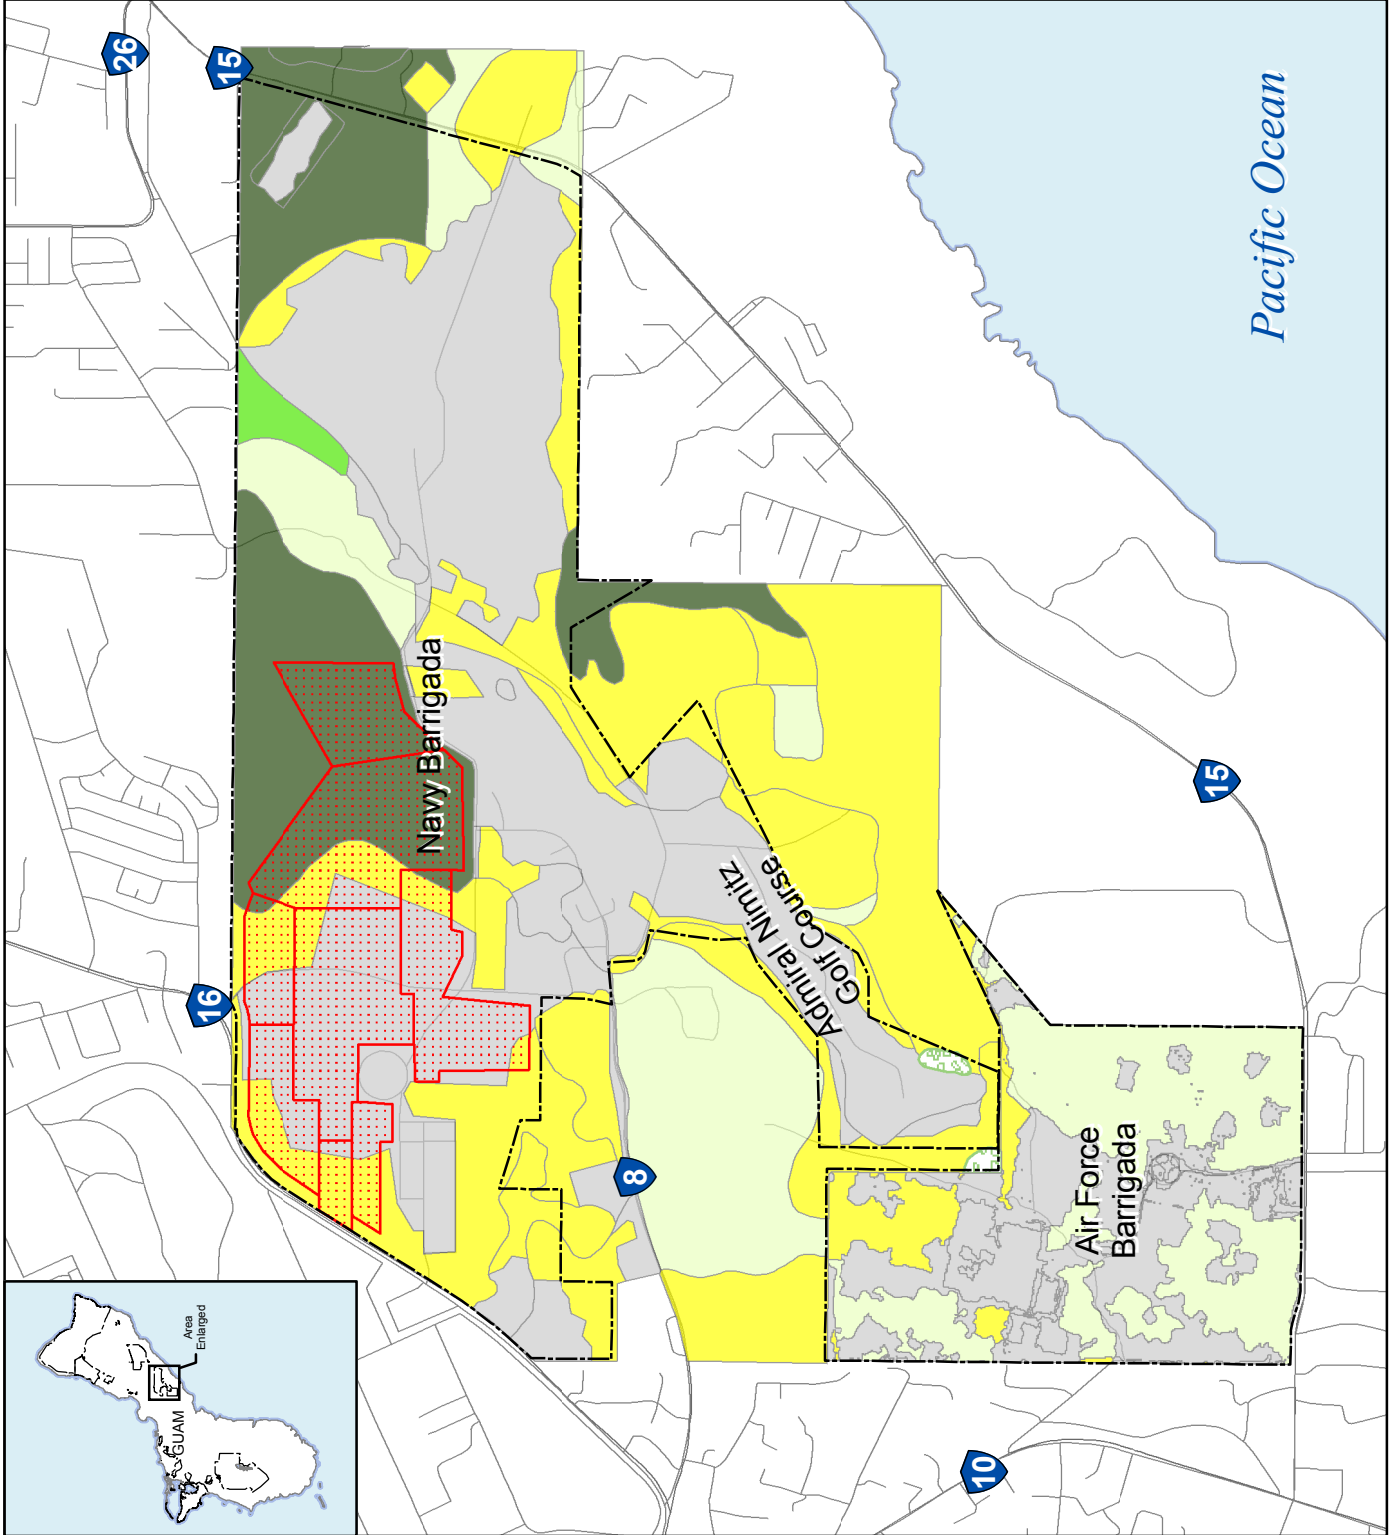 26
15
Pacific Ocean
Navy Barrigada
16
Admiral Nimitz
Golf Course
15
8
Air Force
Barrigada
10
GUAM
Area
Enlarged